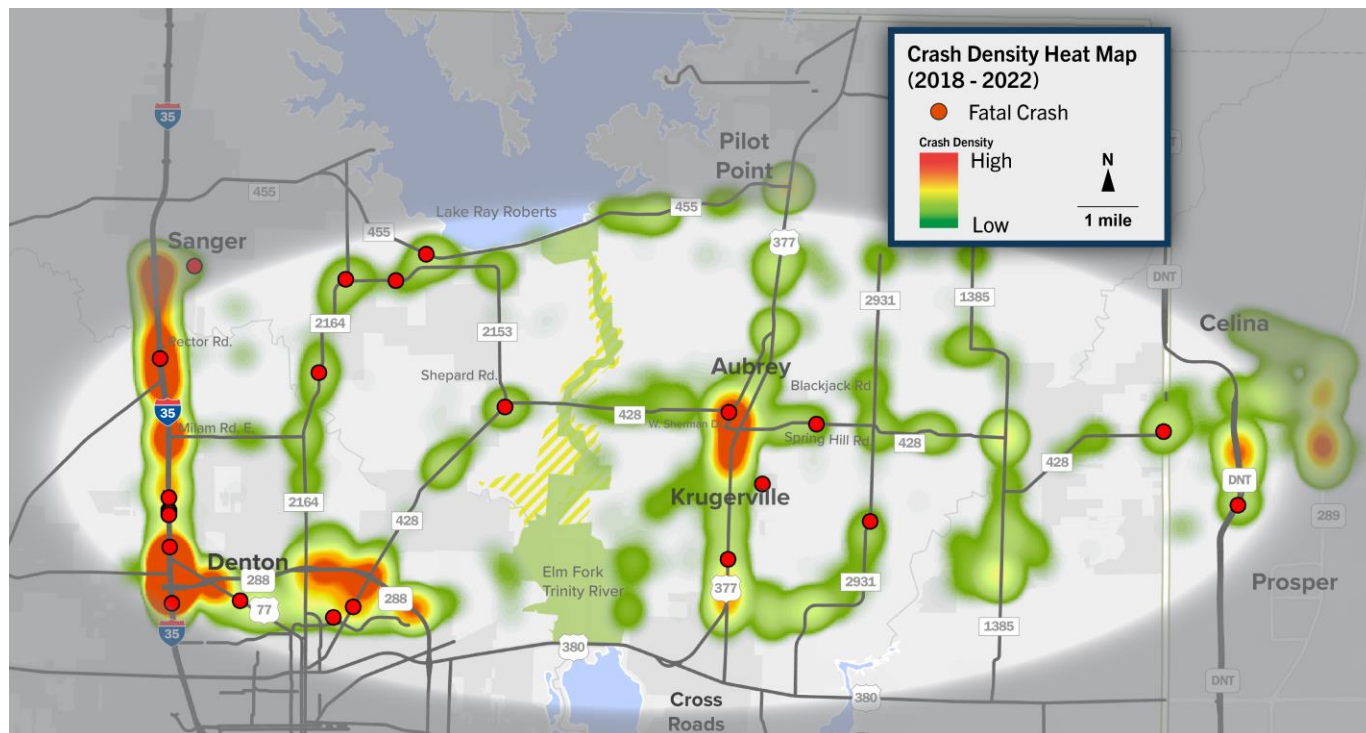 Crash Density Heat Map
(2018 - 2022)
Fatal Crash
Crash Density
High
Low
N
1 mile
35
Pilot
Point
455
Lake Ray Roberts
455
455
Sanger
377
DNT
2931
1385
Celina
2164
2153
Rector Rd.
Shepard Rd.
Aubrey
Blackjack Rd
35
428
Milam Rd. E.
W. Sherman D
Spring Hill Rd.
428
428
Krugerville
DNT
2164
428
289
Denton
288
Elm Fork
Trinity River
377
2931
Prosper
288
77
35
1385
380
Cross
Roads
380
DNT